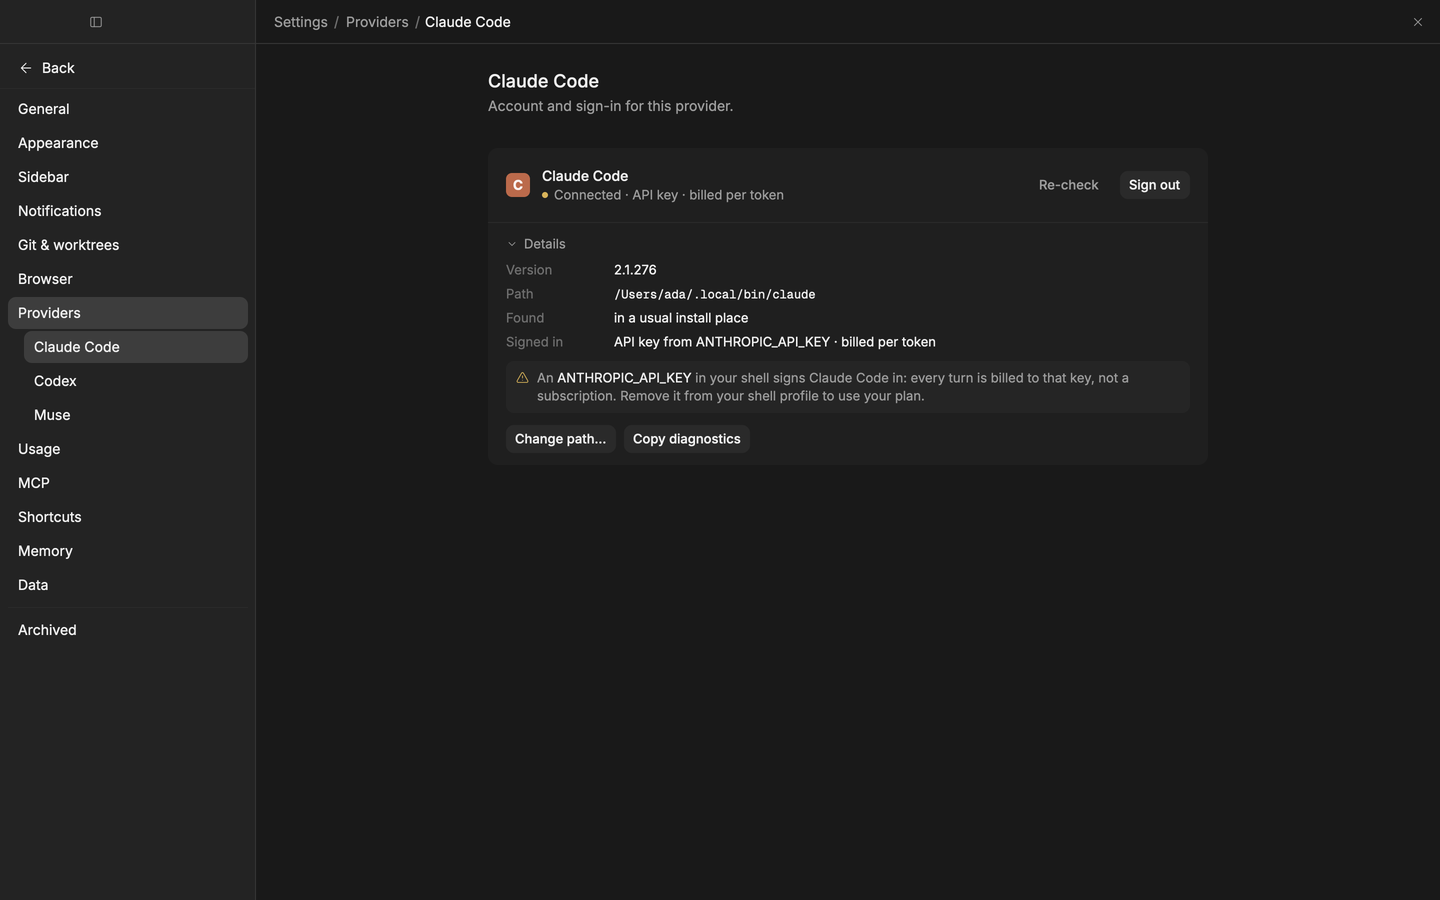 Settings / Providers / Claude Code
Back
General
Appearance
Sidebar
Notifications
Git & worktrees
Browser
Providers
Claude Code
Codex
Muse
Usage
MCP
Shortcuts
Memory
Data
Archived
Claude Code
Account and sign-in for this provider.
C
Claude Code
Connected · API key · billed per token
Re-check
Sign out
Details
Version 2.1.276
Path /Users/ada/.local/bin/claude
Found in a usual install place
Signed in API key from ANTHROPIC_API_KEY · billed per token
An ANTHROPIC_API_KEY in your shell signs Claude Code in: every turn is billed to that key, not a
subscription. Remove it from your shell profile to use your plan.
Change path...
Copy diagnostics